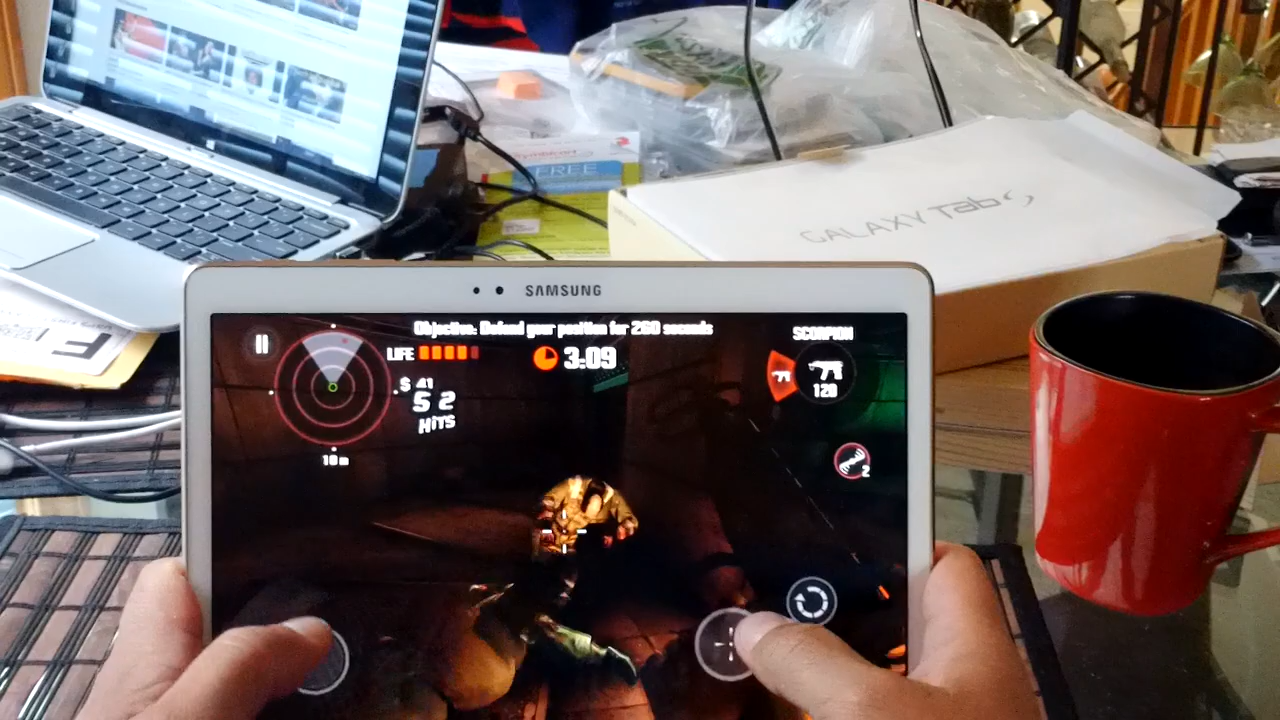 FREE
GALAXY Tab S
SAMSUNG
Objective: Defend your position for 260 seconds
SCORPION
LIFE
3:09
$ 41
52
HITS
120
2
10m